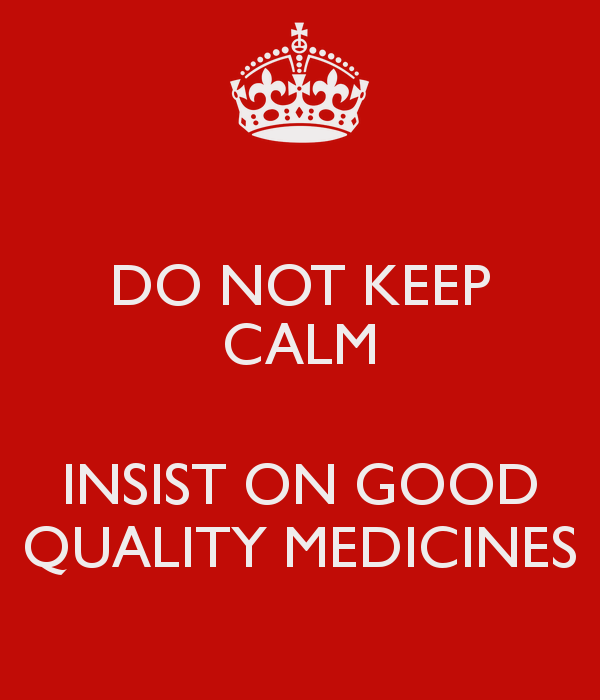 DO NOT KEEP
CALM
INSIST ON GOOD
QUALITY MEDICINES